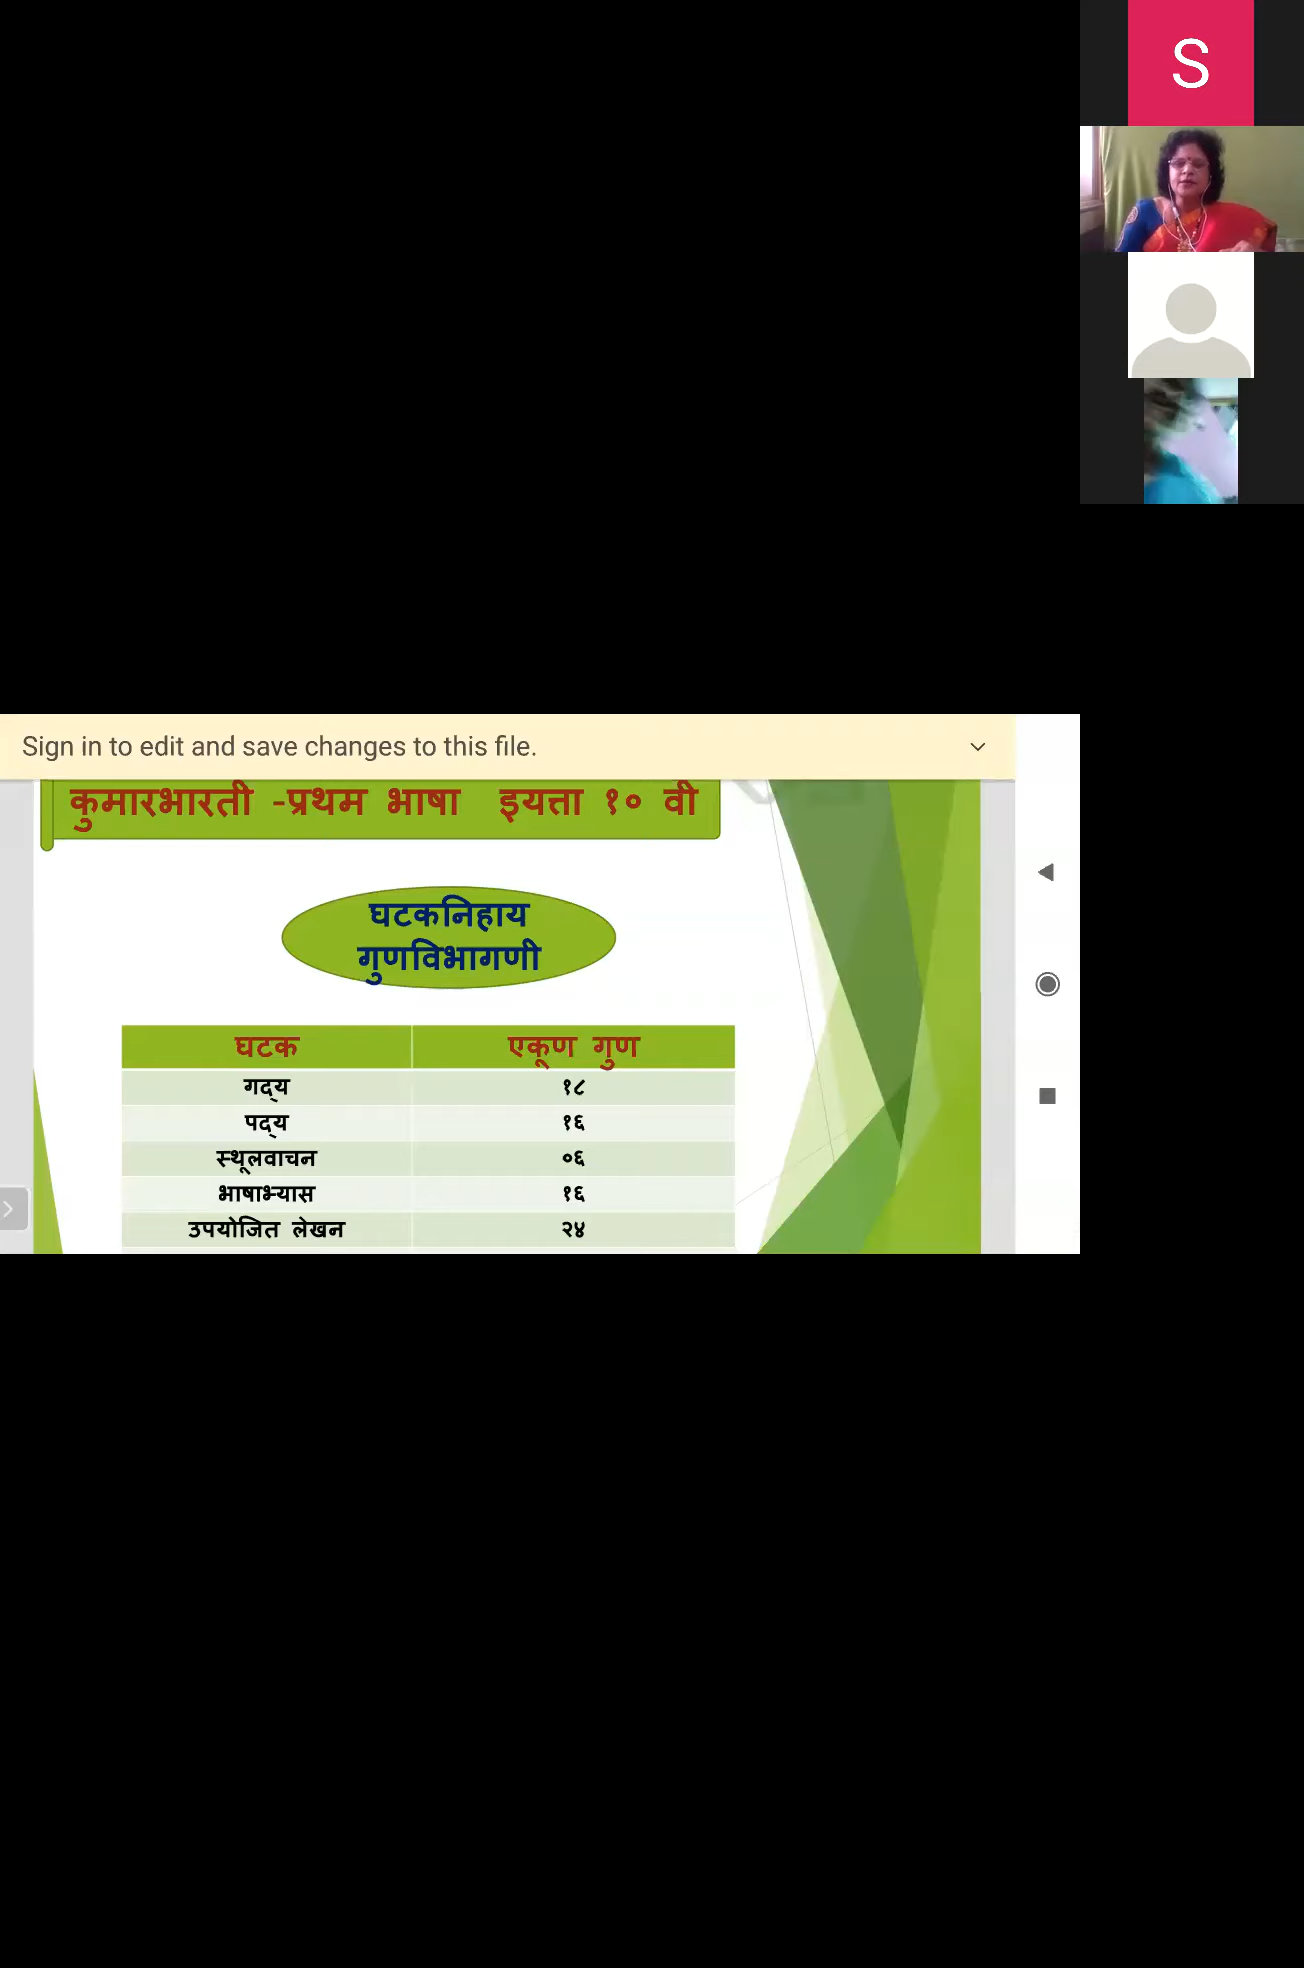 S
Sign in to edit and save changes to this file.
कुमारभारती -प्रथम भाषा इयत्ता १० वी
घटकनिहाय
गुणविभागणी
घटक एकूण गुण
गद्य १८
पद्य १६
स्थूलवाचन ०६
भाषाभ्यास १६
उपयोजित लेखन २४